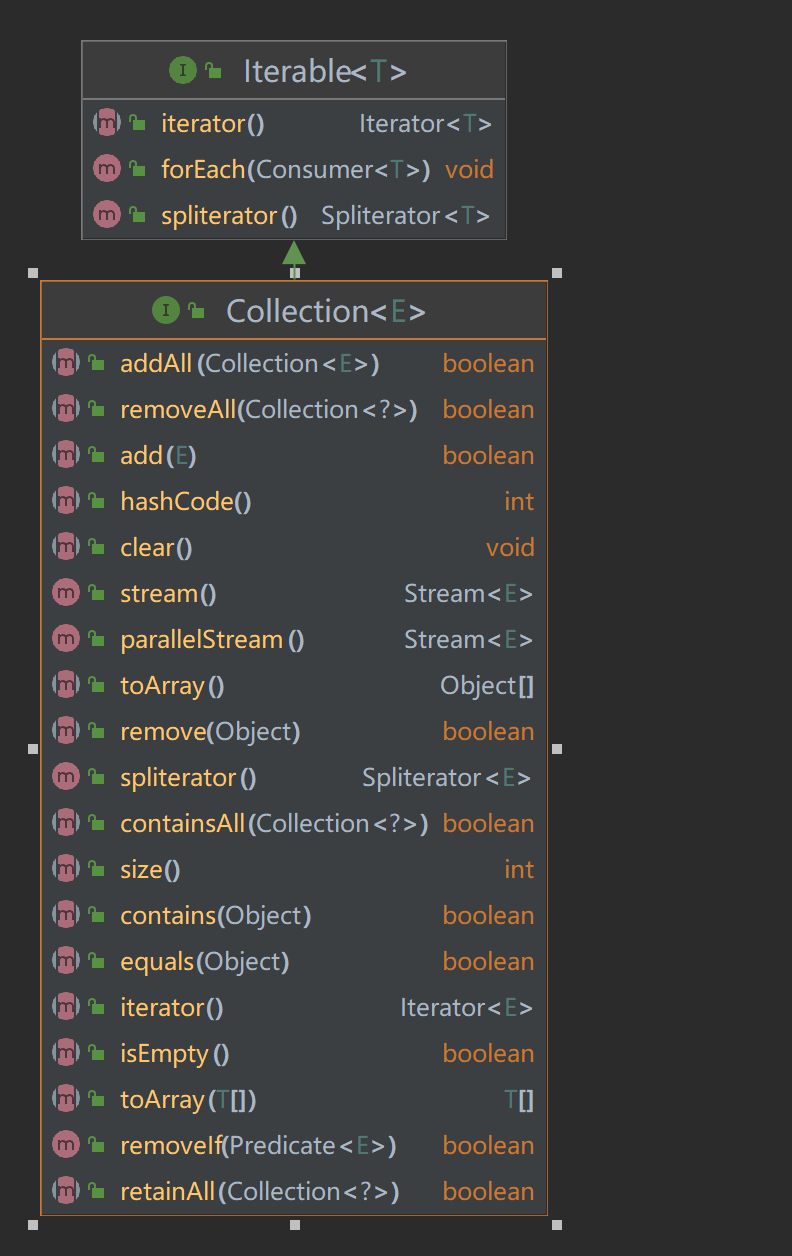 I Iterable<T>
m iterator() Iterator<T>
m forEach(Consumer<T>) void
m spliterator() Spliterator<T>
I Collection<E>
m addAll(Collection<E>) boolean
m removeAll(Collection<?>) boolean
m add(E) boolean
m hashCode() int
m clear() void
m stream() Stream<E>
m parallelStream() Stream<E>
m toArray() Object[]
m remove(Object) boolean
m spliterator() Spliterator<E>
m containsAll(Collection<?>) boolean
m size() int
m contains(Object) boolean
m equals(Object) boolean
m iterator() Iterator<E>
m isEmpty() boolean
m toArray(T[]) T[]
m removeIf(Predicate<E>) boolean
m retainAll(Collection<?>) boolean